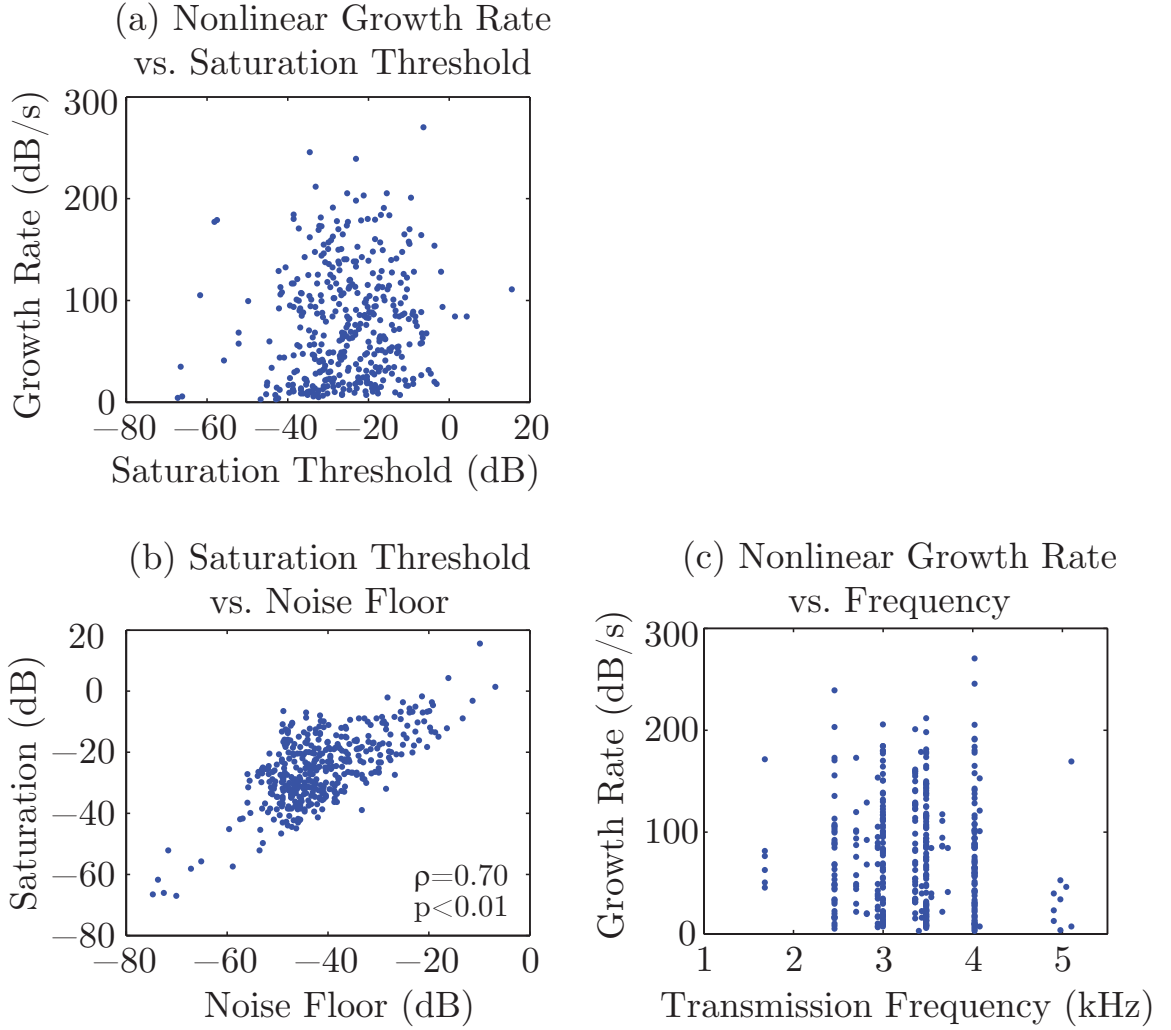 (a) Nonlinear Growth Rate
vs. Saturation Threshold
Growth Rate (dB/s)
300
200
100
0
−80 −60 −40 −20 0 20
Saturation Threshold (dB)
(b) Saturation Threshold
vs. Noise Floor
Saturation (dB)
20
0
−20
−40
−60
−80
ρ=0.70
p<0.01
−80 −60 −40 −20 0
Noise Floor (dB)
(c) Nonlinear Growth Rate
vs. Frequency
Growth Rate (dB/s)
300
200
100
0
1 2 3 4 5
Transmission Frequency (kHz)